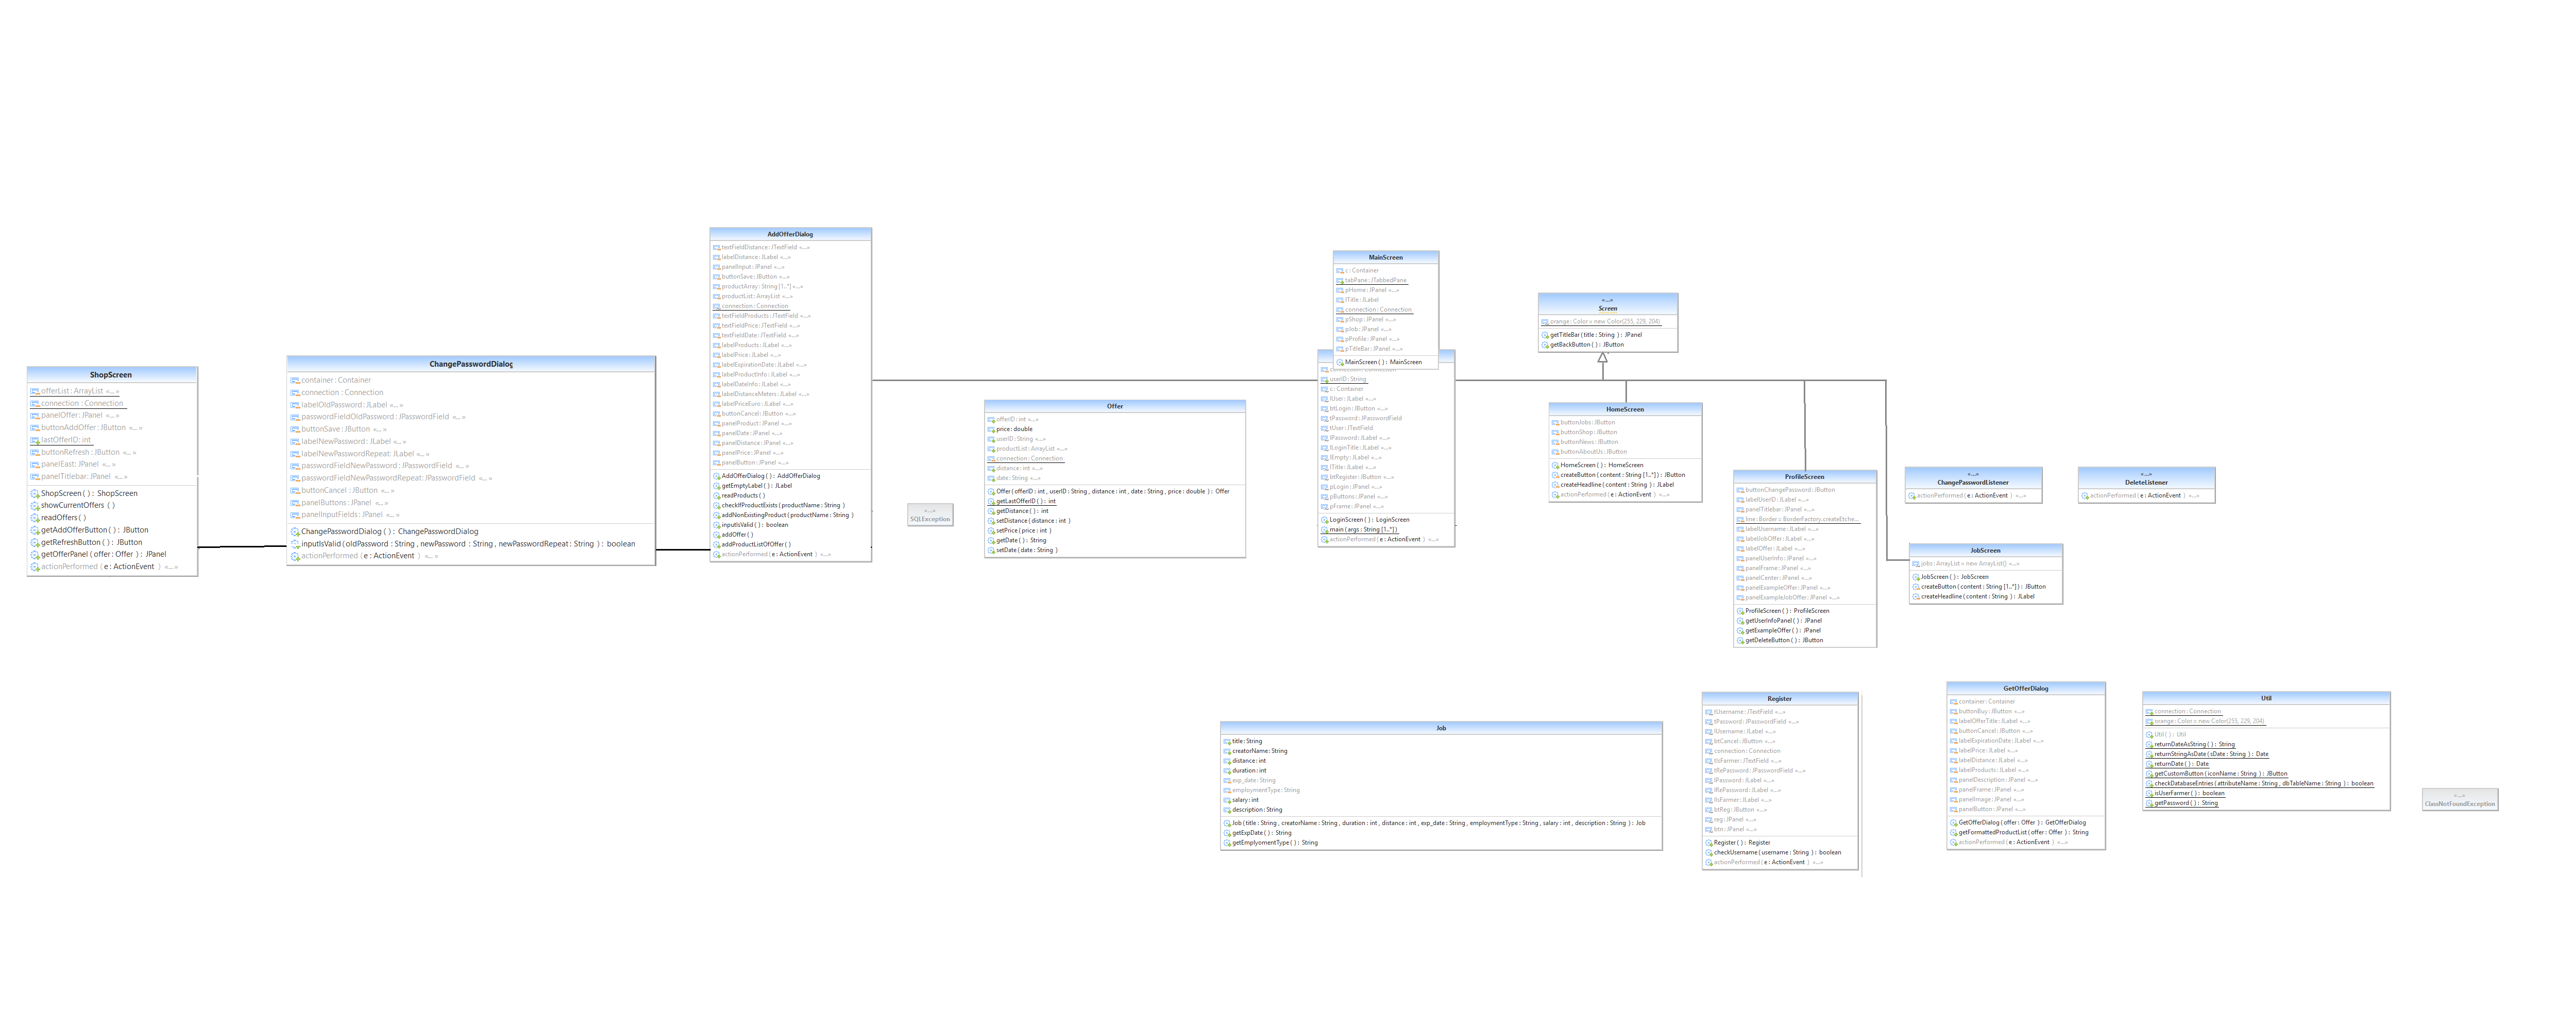 ShopScreen
offerList : ArrayList «...»
connection : Connection
panelOffer : JPanel «...»
buttonAddOffer : JButton «...»
lastOfferID: int
buttonRefresh : JButton «...»
panelEast: JPanel «...»
panelTitlebar: JPanel «...»
ShopScreen ( ) : ShopScreen
showCurrentOffers ( )
readOffers ( )
getAddOfferButton ( ) : JButton
getRefreshButton ( ) : JButton
getOfferPanel (offer : Offer ) : JPanel
actionPerformed ( e : ActionEvent ) «...»
ChangePasswordDialog
container : Container
connection : Connection
labelOldPassword : JLabel «...»
passwordFieldOldPassword : JPasswordField «...»
buttonSave : JButton «...»
labelNewPassword : JLabel «...»
labelNewPasswordRepeat : JLabel «...»
passwordFieldNewPassword : JPasswordField «...»
passwordFieldNewPasswordRepeat : JPasswordField «...»
buttonCancel : JButton «...»
panelButtons : JPanel «...»
panelInputFields : JPanel «...»
ChangePasswordDialog ( ) : ChangePasswordDialog
inputIsValid ( oldPassword : String , newPassword : String , newPasswordRepeat : String ) : boolean
actionPerformed ( e : ActionEvent ) «...»
AddOfferDialog
textFieldDistance : JTextField «...»
labelDistance : JLabel «...»
panelInput : JPanel «...»
buttonSave : JButton «...»
productArray : String [1..*] «...»
productList : ArrayList «...»
connection : Connection
textFieldProducts : JTextField «...»
textFieldPrice : JTextField «...»
textFieldDate : JTextField «...»
labelProducts : JLabel «...»
labelPrice : JLabel «...»
labelExpirationDate : JLabel «...»
labelProductInfo : JLabel «...»
labelDateInfo : JLabel «...»
labelDistanceMeters : JLabel «...»
labelPriceEuro : JLabel «...»
buttonCancel : JButton «...»
panelProduct : JPanel «...»
panelDate : JPanel «...»
panelDistance : JPanel «...»
panelPrice : JPanel «...»
panelButton : JPanel «...»
AddOfferDialog ( ) : AddOfferDialog
getEmptyLabel ( ) : JLabel
readProducts ( )
checkIfProductExists ( productName : String )
addNonExistingProduct ( productName : String )
inputIsValid ( ) : boolean
addOffer ( )
addProductListOfOffer ( )
actionPerformed ( e : ActionEvent ) «...»
«...»
SQLException
Offer
offerID : int «...»
price : double
userID : String «...»
productList : ArrayList «...»
connection : Connection
distance : int «...»
date : String «...»
Offer ( offerID : int , userID : String , distance : int , date : String , price : double ) : Offer
getLastOfferID ( ) : int
getDistance ( ) : int
setDistance ( distance : int )
setPrice ( price : int )
getDate ( ) : String
setDate ( date : String )
MainScreen
c : Container
tabPane : JTabbedPane
pHome : JPanel «...»
lTitle : JLabel
connection : Connection
pShop : JPanel «...»
pJob : JPanel «...»
pProfile : JPanel «...»
pTitleBar : JPanel «...»
MainScreen ( ) : MainScreen
userID : String
c : Container
lUser : JLabel «...»
btLogin : JButton «...»
tPassword : JPasswordField
tUser : JTextField
lPassword : JLabel «...»
lLoginTitle : JLabel «...»
lEmpty : JLabel «...»
lTitle : JLabel «...»
btRegister : JButton «...»
pLogin : JPanel «...»
pButtons : JPanel «...»
pFrame : JPanel «...»
LoginScreen ( ) : LoginScreen
main ( args : String [1..*] )
actionPerformed ( e : ActionEvent ) «...»
«...»
Screen
orange : Color = new Color(255, 229, 204)
getTitleBar ( title : String ) : JPanel
getBackButton ( ) : JButton
HomeScreen
buttonJobs : JButton
buttonShop : JButton
buttonNews : JButton
buttonAboutUs : JButton
HomeScreen ( ) : HomeScreen
createButton ( content : String [1..*] ) : JButton
createHeadline ( content : String ) : JLabel
actionPerformed ( e : ActionEvent ) «...»
ProfileScreen
buttonChangePassword : JButton
labelUserID : JLabel «...»
panelTitlebar : JPanel «...»
line : Border = BorderFactory.createEtche...
labelUsername : JLabel «...»
labelJobOffer : JLabel «...»
labelOffer : JLabel «...»
panelUserInfo : JPanel «...»
panelFrame : JPanel «...»
panelCenter : JPanel «...»
panelExampleOffer : JPanel «...»
panelExampleJobOffer : JPanel «...»
ProfileScreen ( ) : ProfileScreen
getUserInfoPanel ( ) : JPanel
getExampleOffer ( ) : JPanel
getDeleteButton ( ) : JButton
«...»
ChangePasswordListener
actionPerformed ( e : ActionEvent ) «...»
«...»
DeleteListener
actionPerformed ( e : ActionEvent ) «...»
JobScreen
jobs : ArrayList = new ArrayList() «...»
JobScreen ( ) : JobScreen
createButton ( content : String [1..*] ) : JButton
createHeadline ( content : String ) : JLabel
Job
title : String
creatorName : String
distance : int
duration : int
exp_date : String
employmentType : String
salary : int
description : String
Job ( title : String , creatorName : String , duration : int , distance : int , exp_date : String , employmentType : String , salary : int , description : String ) : Job
getExpDate ( ) : String
getEmplyomentType ( ) : String
Register
tUsername : JTextField «...»
tPassword : JPasswordField «...»
lUsername : JLabel «...»
btCancel : JButton «...»
connection : Connection
tIsFarmer : JTextField «...»
tRePassword : JPasswordField «...»
lPassword : JLabel «...»
lRePassword : JLabel «...»
lIsFarmer : JLabel «...»
btReg : JButton «...»
reg : JPanel «...»
btn : JPanel «...»
Register ( ) : Register
checkUsername ( username : String ) : boolean
actionPerformed ( e : ActionEvent ) «...»
GetOfferDialog
container : Container
buttonBuy : JButton «...»
labelOfferTitle : JLabel «...»
buttonCancel : JButton «...»
labelExpirationDate : JLabel «...»
labelPrice : JLabel «...»
labelDistance : JLabel «...»
labelProducts : JLabel «...»
panelDescription : JPanel «...»
panelFrame : JPanel «...»
panelImage : JPanel «...»
panelButton : JPanel «...»
GetOfferDialog ( offer : Offer ) : GetOfferDialog
getFormattedProductList ( offer : Offer ) : String
actionPerformed ( e : ActionEvent ) «...»
Util
connection : Connection
orange : Color = new Color(255, 229, 204)
Util ( ) : Util
returnDateAsString ( ) : String
returnStringAsDate ( sDate : String ) : Date
returnDate ( ) : Date
getCustomButton ( iconName : String ) : JButton
checkDatabaseEntries ( attributeName : String , dbTableName : String ) : boolean
isUserFarmer ( ) : boolean
getPassword ( ) : String
«...»
ClassNotFoundException